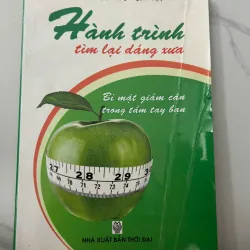 Hành trình
tìm lại dáng xưa
Bí mật giảm cân
trong tầm tay bạn
27 28 29
NHÀ XUẤT BẢN THỜI ĐẠI